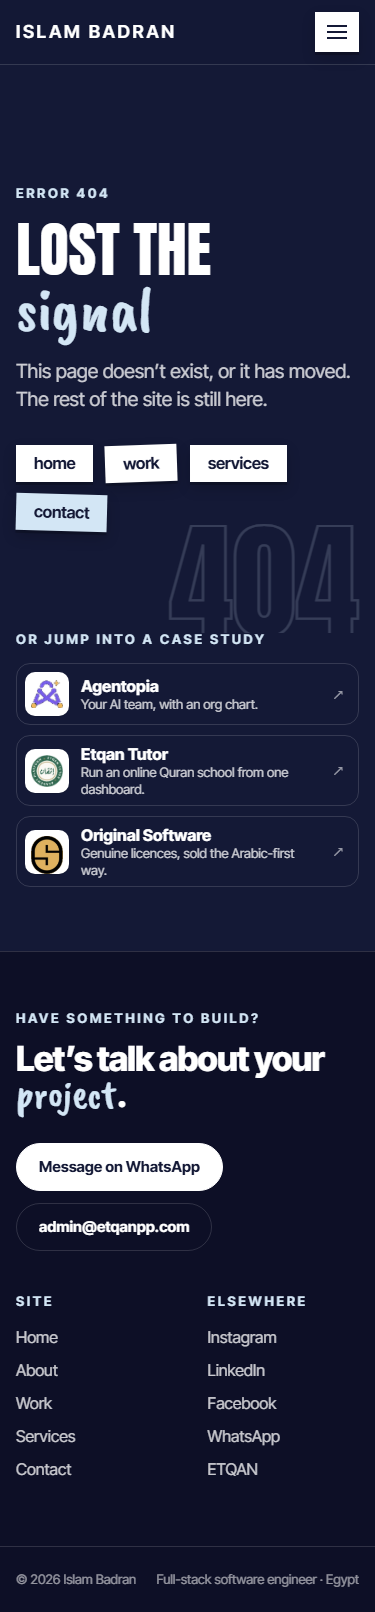 ISLAM BADRAN
ERROR 404
LOST THE
signal
This page doesn’t exist, or it has moved.
The rest of the site is still here.
home work services
contact
404
OR JUMP INTO A CASE STUDY
Agentopia
Your AI team, with an org chart.
↗
Etqan Tutor
Run an online Quran school from one
dashboard.
↗
Original Software
Genuine licences, sold the Arabic-first
way.
↗
HAVE SOMETHING TO BUILD?
Let’s talk about your
project.
Message on WhatsApp
admin@etqanpp.com
SITE
Home
About
Work
Services
Contact
ELSEWHERE
Instagram
LinkedIn
Facebook
WhatsApp
ETQAN
© 2026 Islam Badran Full-stack software engineer · Egypt